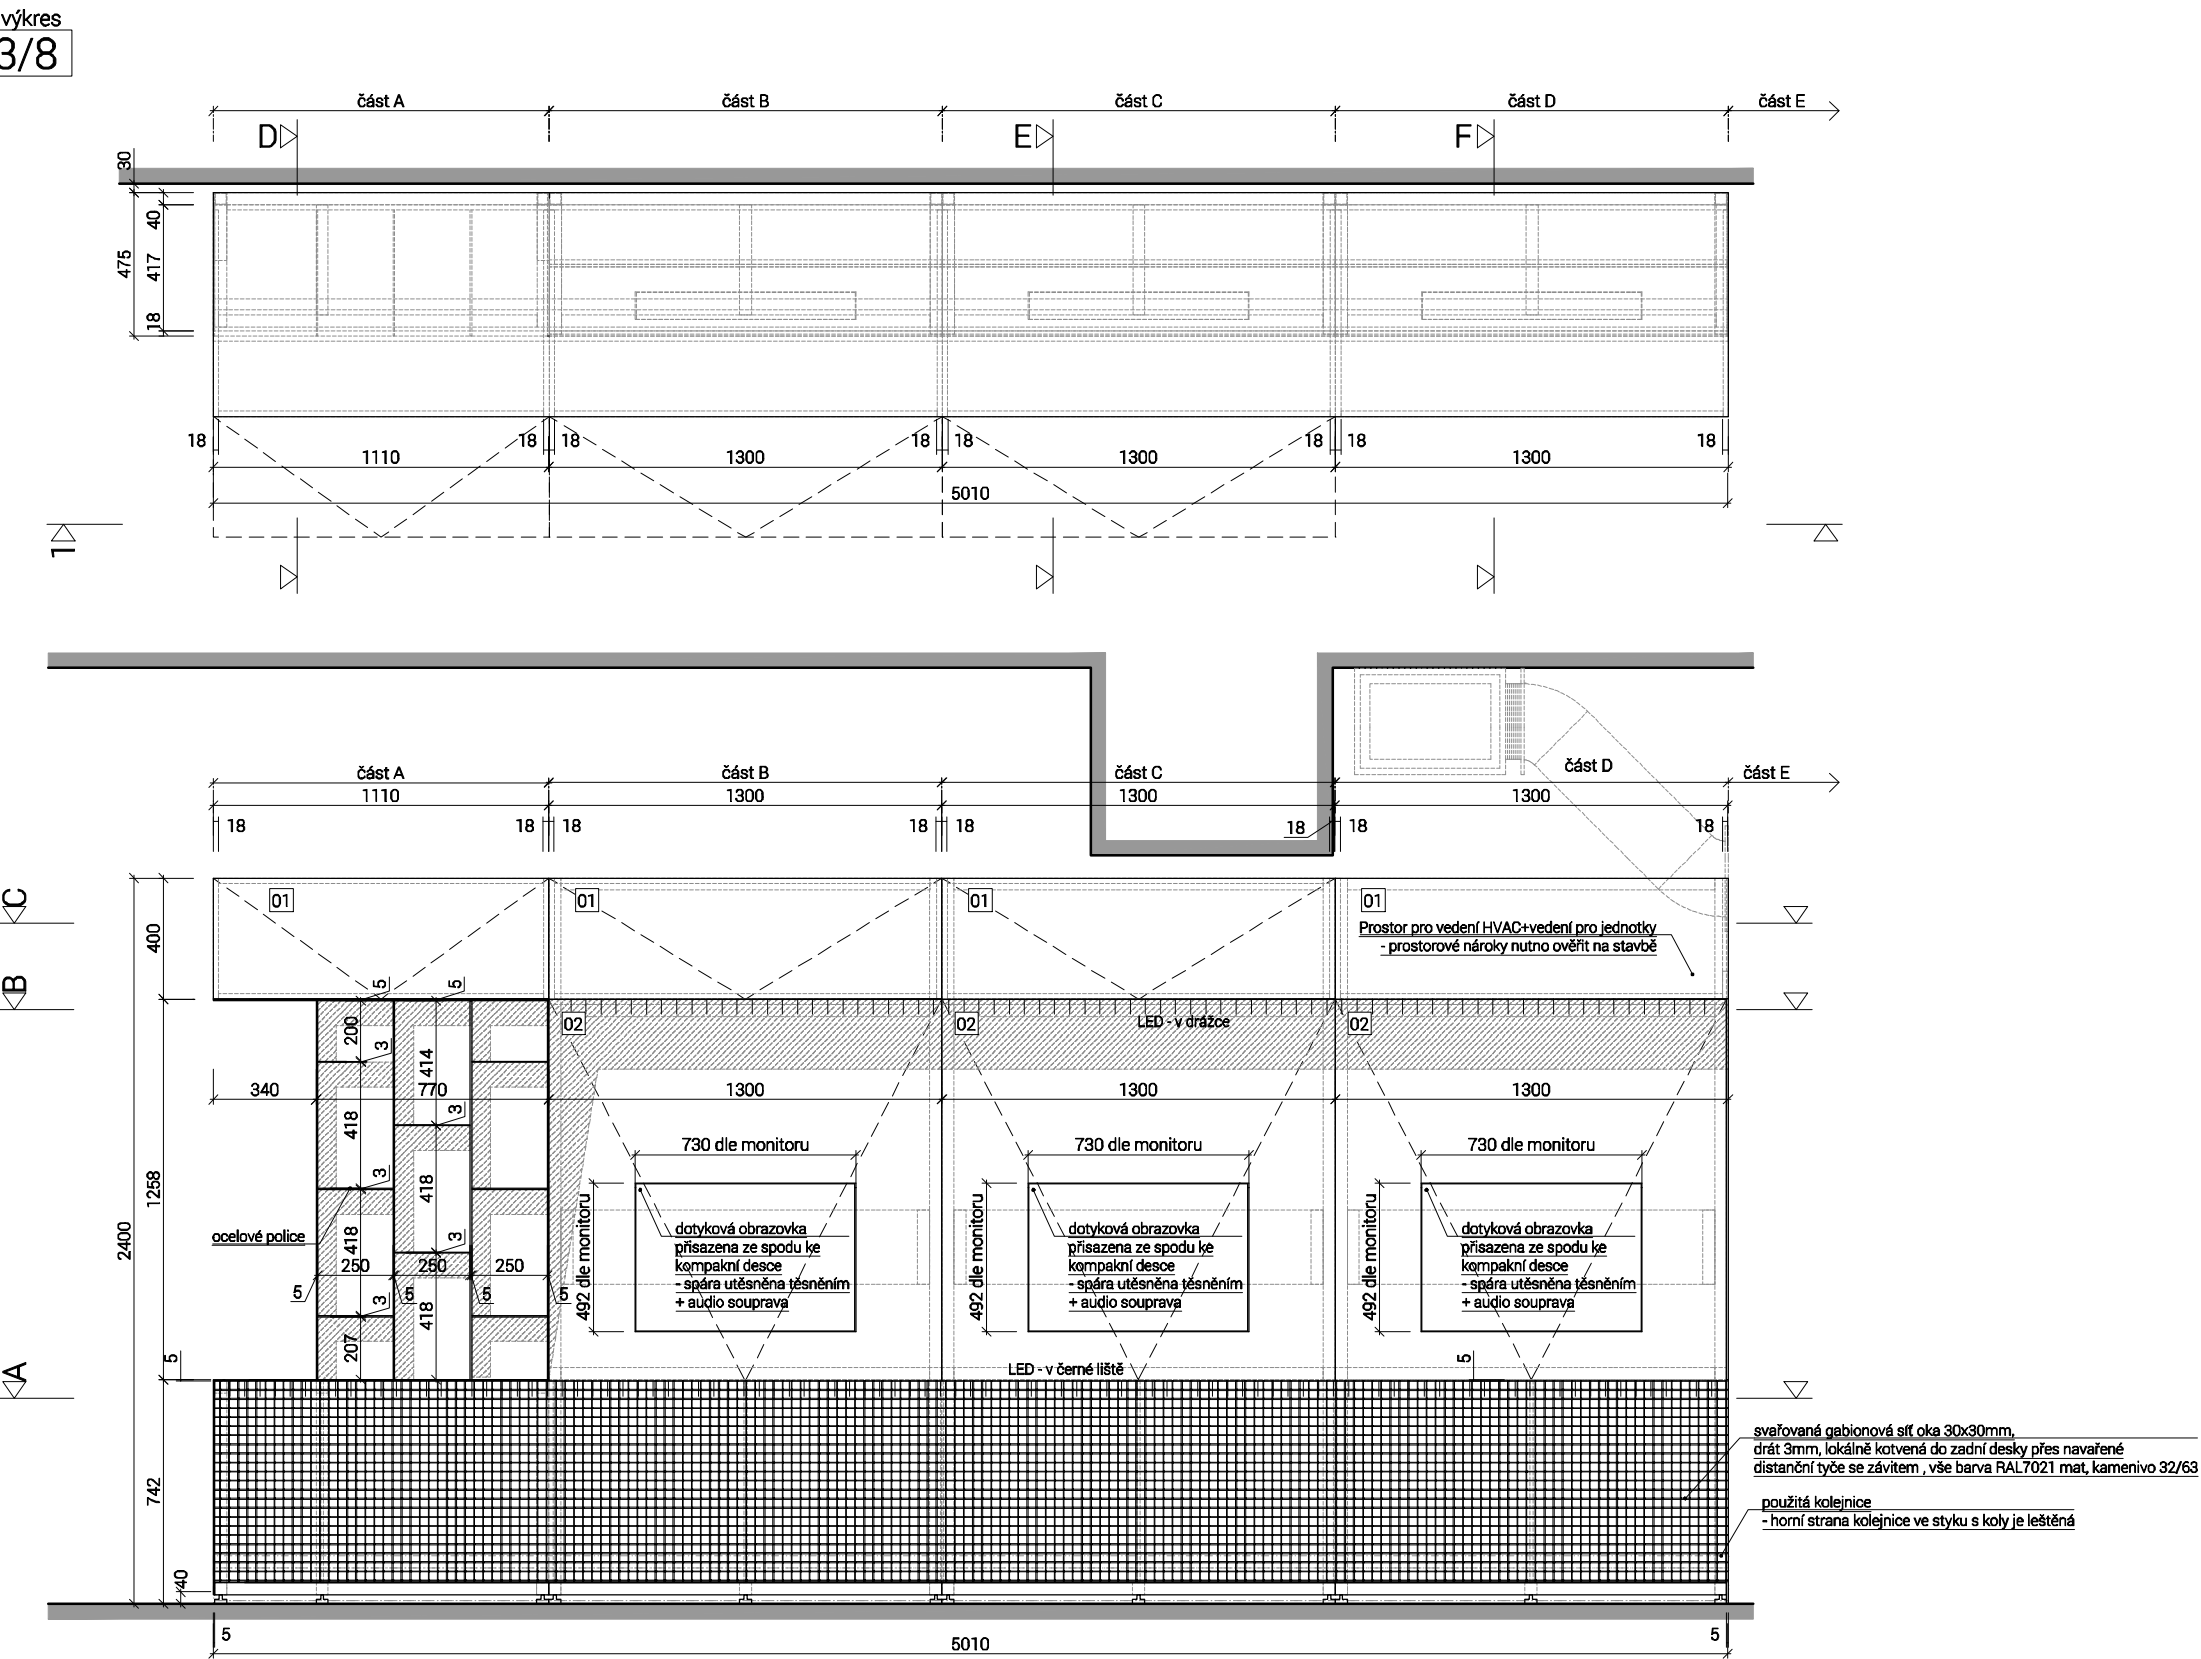 výkres
3/8
část A část B část C část D část E
D E F
30
40
475 417
18
18 18 18 18 18 18 18
1110 1300 1300 1300
5010
1
část D
část A část B část C část E
1110 1300 1300 1300
18 18 18 18 18 18 18 18
C
01 01 01 01
Prostor pro vedení HVAC+vedení pro jednotky
- prostorové nároky nutno ověřit na stavbě
400
B
5 5
02 02 02
LED - v drážce
200 3 414
340 770 1300 1300 1300
418 3
730 dle monitoru 730 dle monitoru 730 dle monitoru
3
1258
418
2400
492 dle monitoru 492 dle monitoru 492 dle monitoru
ocelové police
418 3
dotyková obrazovka
přisazena ze spodu ke
kompakní desce
- spára utěsněna těsněním
+ audio souprava
dotyková obrazovka
přisazena ze spodu ke
kompakní desce
- spára utěsněna těsněním
+ audio souprava
dotyková obrazovka
přisazena ze spodu ke
kompakní desce
- spára utěsněna těsněním
+ audio souprava
250 250 250
5 3 5 5 5
418
207
5
LED - v černé liště
5
A
svařovaná gabionová síť oka 30x30mm,
drát 3mm, lokálně kotvená do zadní desky přes navařené
distanční tyče se závitem , vše barva RAL7021 mat, kamenivo 32/63
742
použitá kolejnice
- horní strana kolejnice ve styku s koly je leštěná
40
5 5
5010